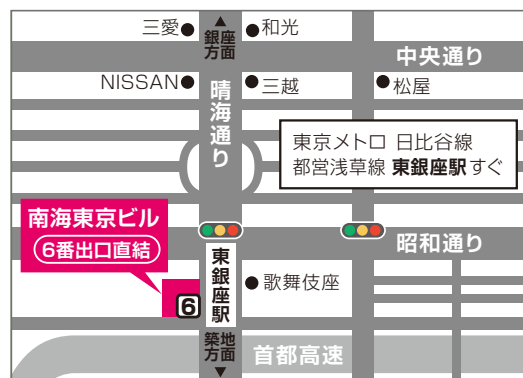 三愛
▲
銀座
方面
和光
中央通り
NISSAN
三越
松屋
晴海通り
東京メトロ 日比谷線
都営浅草線 東銀座駅すぐ
南海東京ビル
6番出口直結
昭和通り
東銀座駅
歌舞伎座
6
築地
方面
▼
首都高速